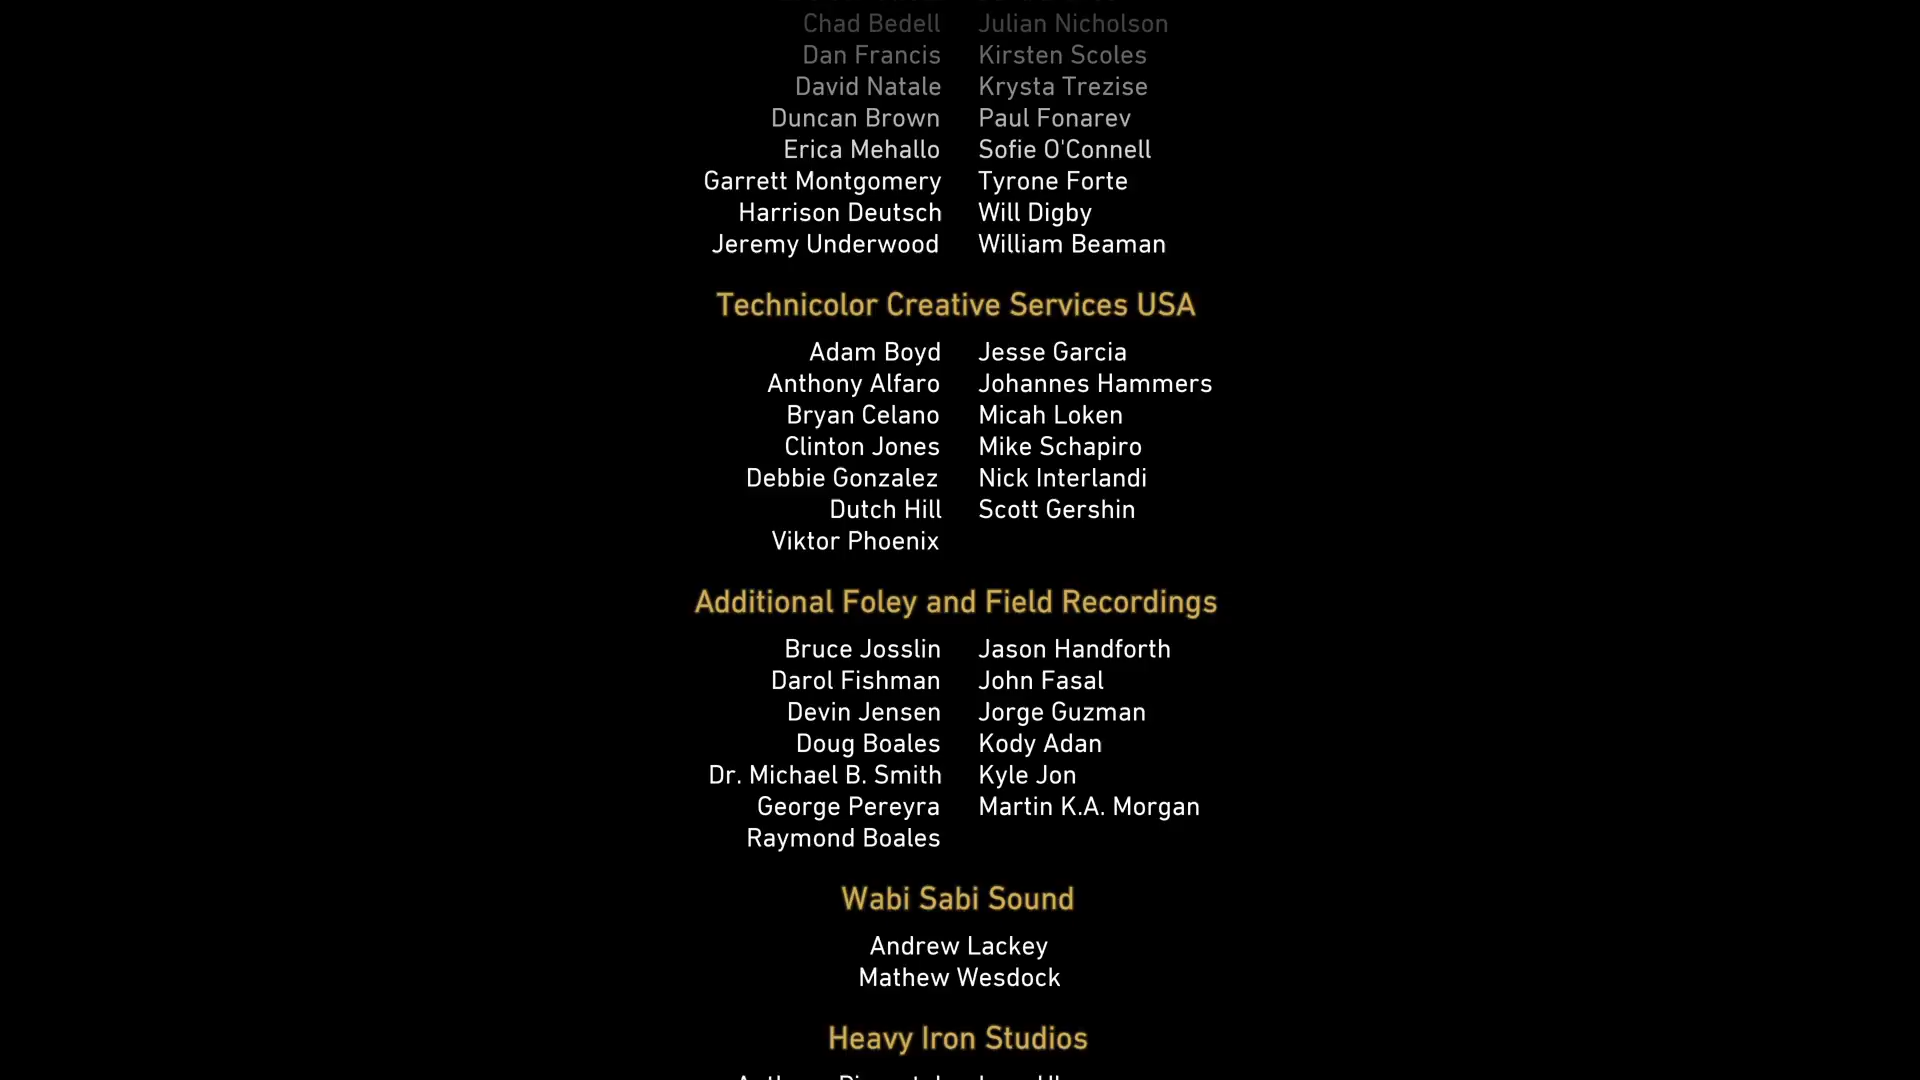 Chad Bedell Julian Nicholson
Dan Francis Kirsten Scoles
David Natale Krysta Trezise
Duncan Brown Paul Fonarev
Erica Mehallo Sofie O'Connell
Garrett Montgomery Tyrone Forte
Harrison Deutsch Will Digby
Jeremy Underwood William Beaman
Technicolor Creative Services USA
Adam Boyd Jesse Garcia
Anthony Alfaro Johannes Hammers
Bryan Celano Micah Loken
Clinton Jones Mike Schapiro
Debbie Gonzalez Nick Interlandi
Dutch Hill Scott Gershin
Viktor Phoenix
Additional Foley and Field Recordings
Bruce Josslin Jason Handforth
Darol Fishman John Fasal
Devin Jensen Jorge Guzman
Doug Boales Kody Adan
Dr. Michael B. Smith Kyle Jon
George Pereyra Martin K.A. Morgan
Raymond Boales
Wabi Sabi Sound
Andrew Lackey
Mathew Wesdock
Heavy Iron Studios